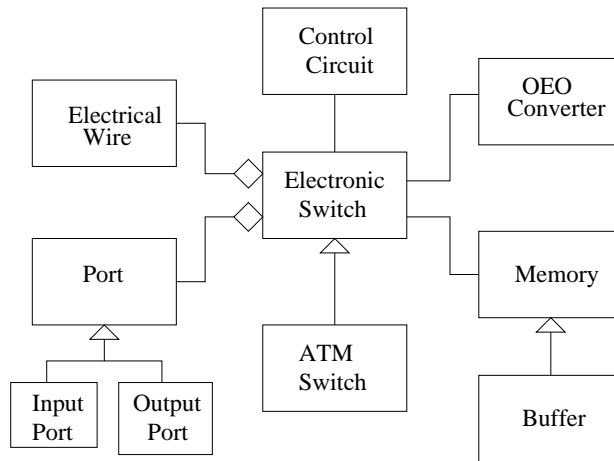 Control
Circuit
OEO
Converter
Electrical
Wire
Electronic
Switch
Port
Memory
ATM
Switch
Input
Port
Output
Port
Buffer